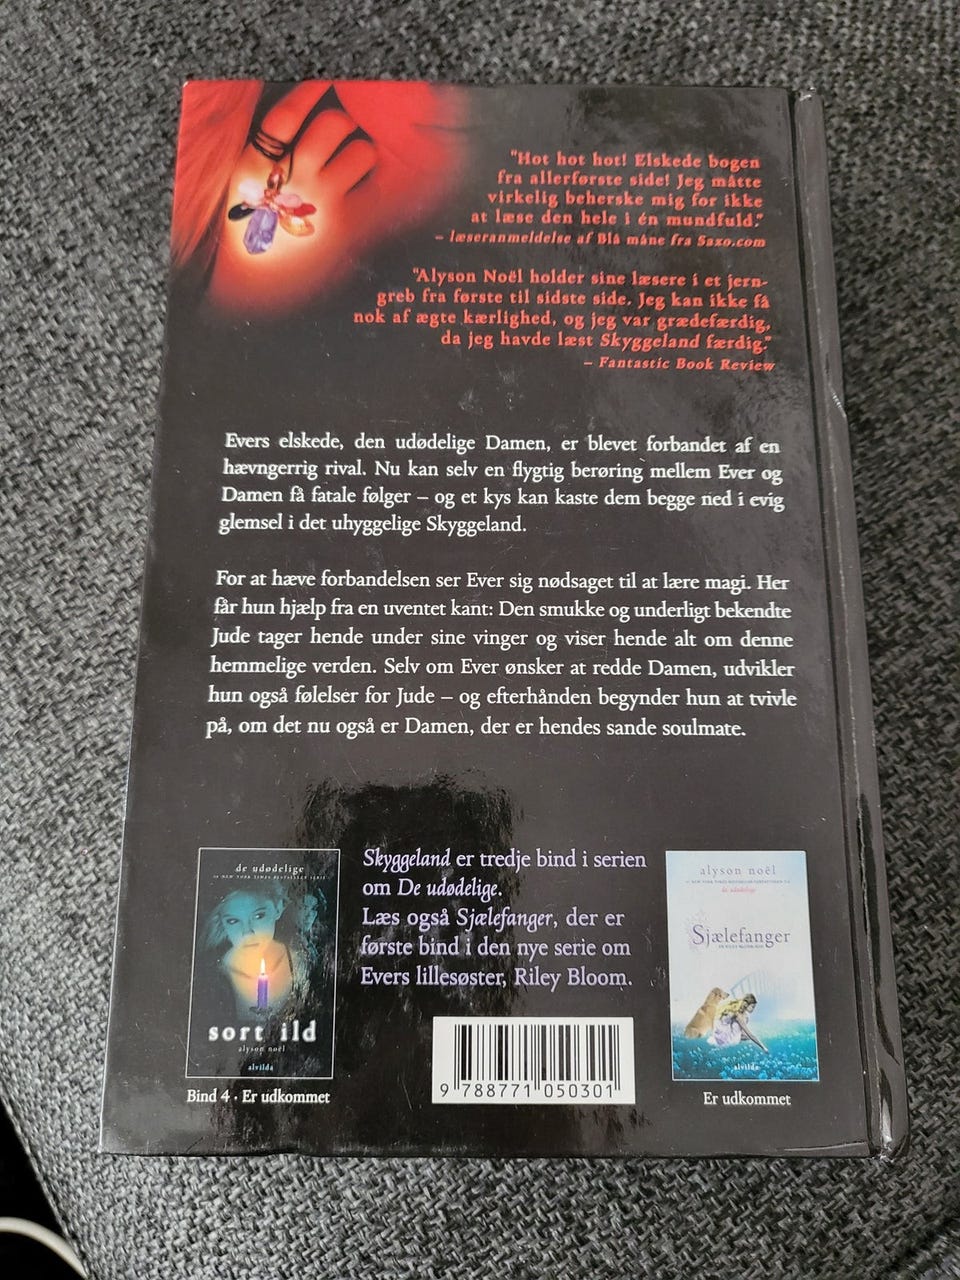 "Hot hot hot! Elskede bogen
fra allerførste side! Jeg måtte
virkelig beherske mig for ikke
at læse den hele i én mundfuld."
– læseranmeldelse af Blå måne fra Saxo.com
"Alyson Noël holder sine læsere i et jern-
greb fra første til sidste side. Jeg kan ikke få
nok af ægte kærlighed, og jeg var grædefærdig,
da jeg havde læst Skyggeland færdig."
– Fantastic Book Review
Evers elskede, den udødelige Damen, er blevet forbandet af en
hævngerrig rival. Nu kan selv en flygtig berøring mellem Ever og
Damen få fatale følger – og et kys kan kaste dem begge ned i evig
glemsel i det uhyggelige Skyggeland.
For at hæve forbandelsen ser Ever sig nødsaget til at lære magi. Her
får hun hjælp fra en uventet kant: Den smukke og underligt bekendte
Jude tager hende under sine vinger og viser hende alt om denne
hemmelige verden. Selv om Ever ønsker at redde Damen, udvikler
hun også følelser for Jude – og efterhånden begynder hun at tvivle
på, om det nu også er Damen, der er hendes sande soulmate.
de udødelige
sort ild
alyson noël
alvilda
Bind 4 · Er udkommet
Skyggeland er tredje bind i serien
om De udødelige.
Læs også Sjælefanger, der er
første bind i den nye serie om
Evers lillesøster, Riley Bloom.
9 788771 050301
alyson noël
de udødelige
Sjælefanger
alvilda
Er udkommet